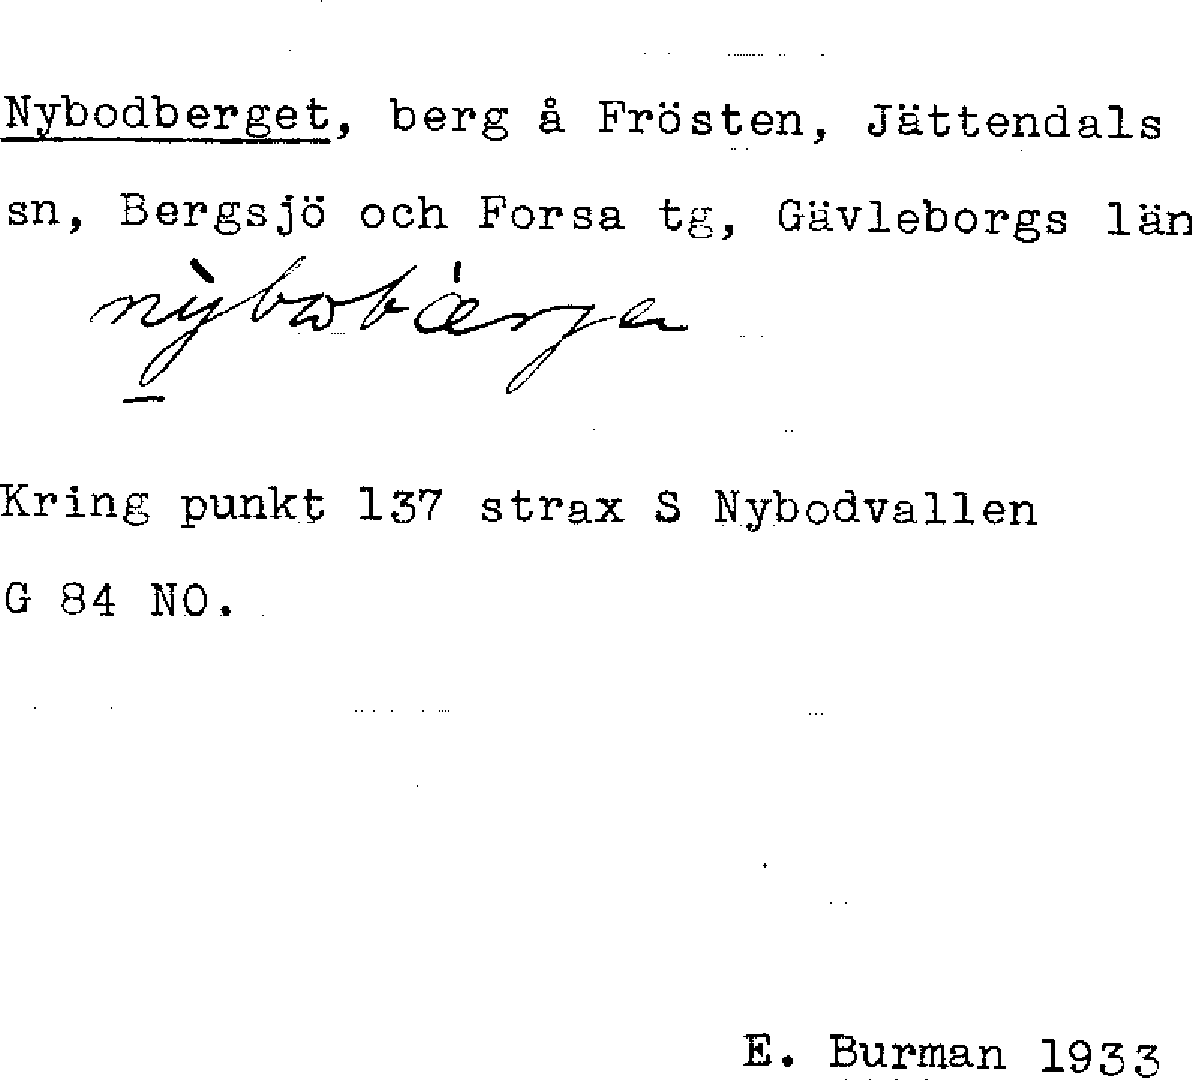 Nybodberget, berg å Frösten, Jättendals
sn, Bergsjö och Forsa tg, Gävleborgs län
Kring punkt 137 strax S Nybodvallen
G 84 NO.
E. Burman 1933